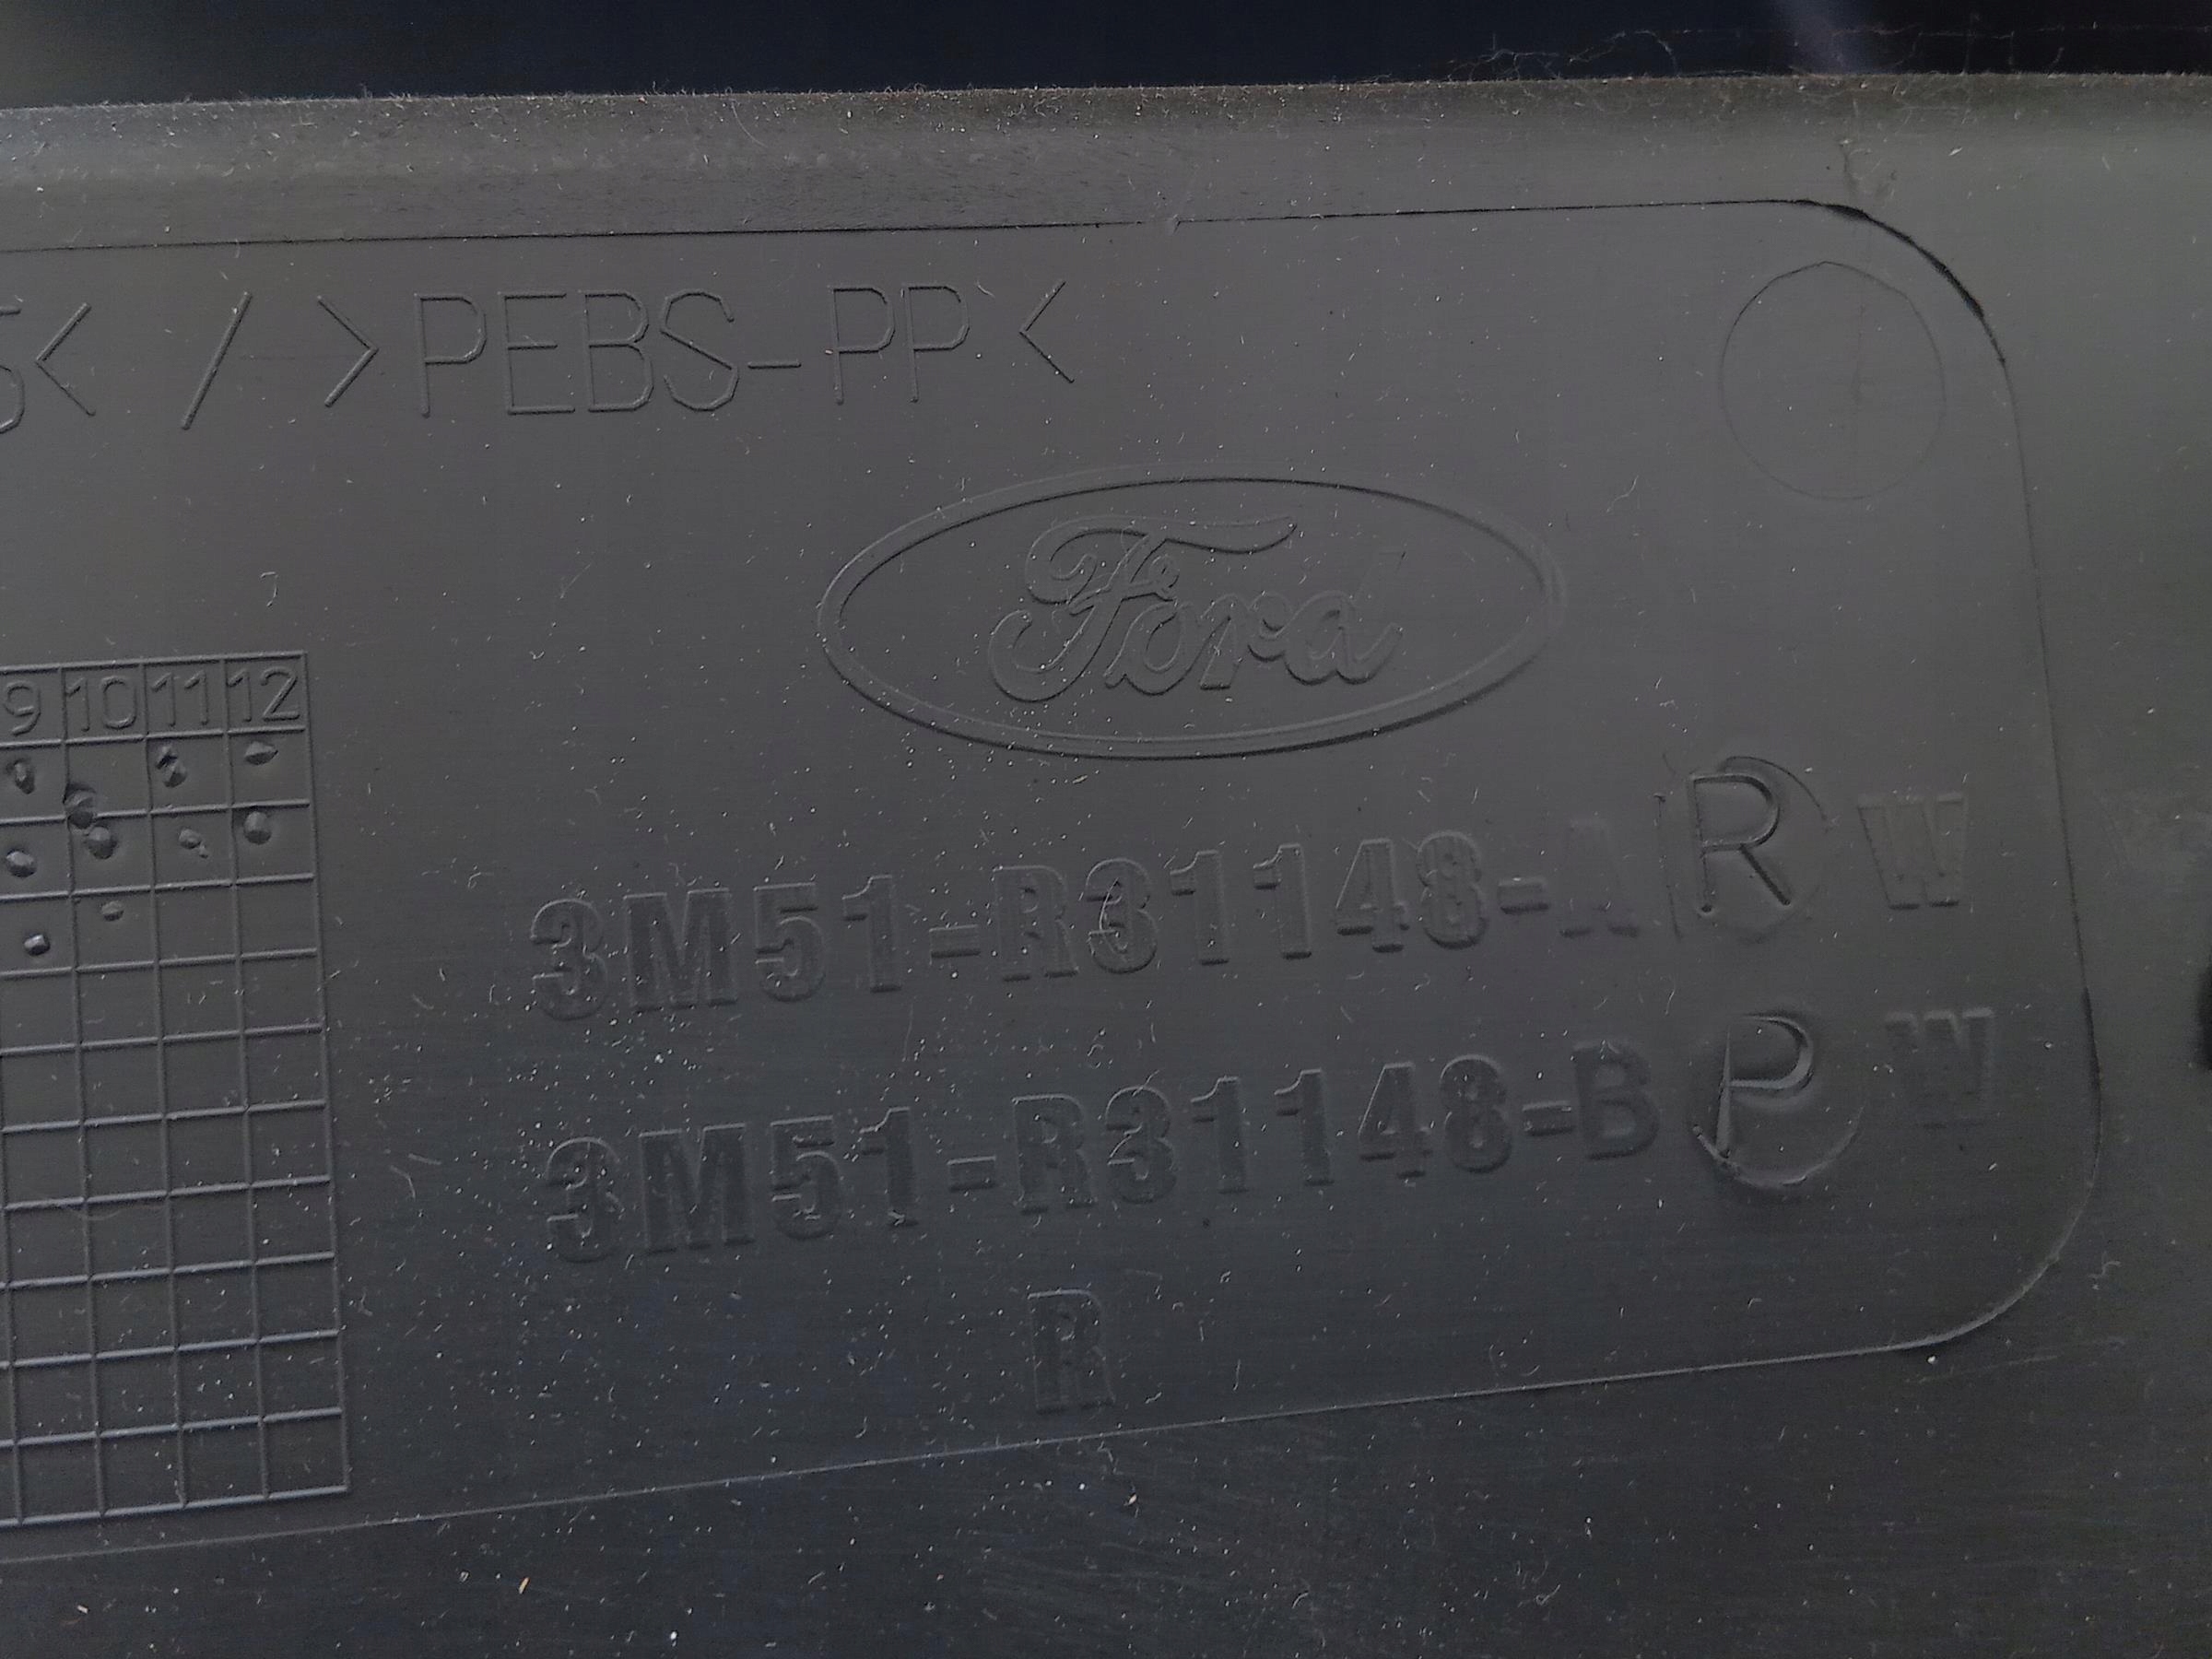 < / >PEBS-PP<
Ford
9 10 11 12
3M51-R31148-A R W
3M51-R31148-B P W
R